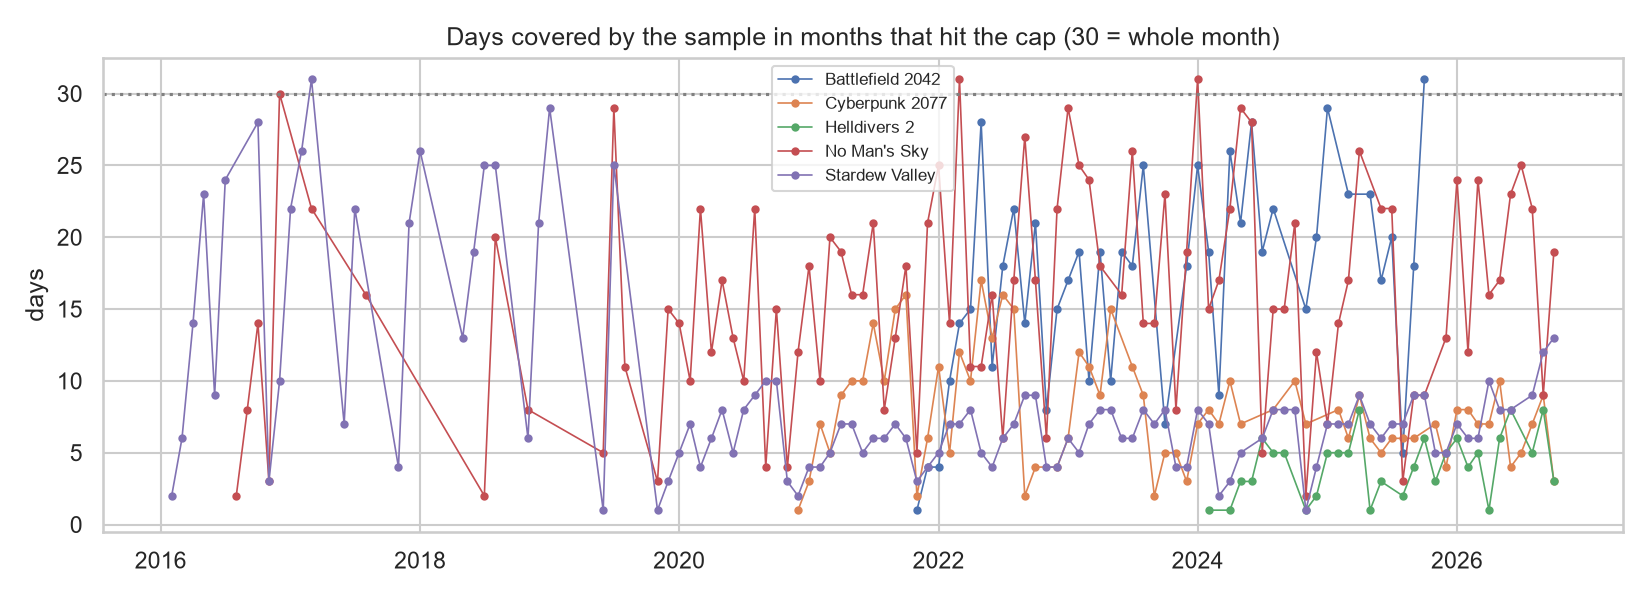 Days covered by the sample in months that hit the cap (30 = whole month)
Battlefield 2042
Cyberpunk 2077
Helldivers 2
No Man's Sky
Stardew Valley
days
30
25
20
15
10
5
0
2016
2018
2020
2022
2024
2026